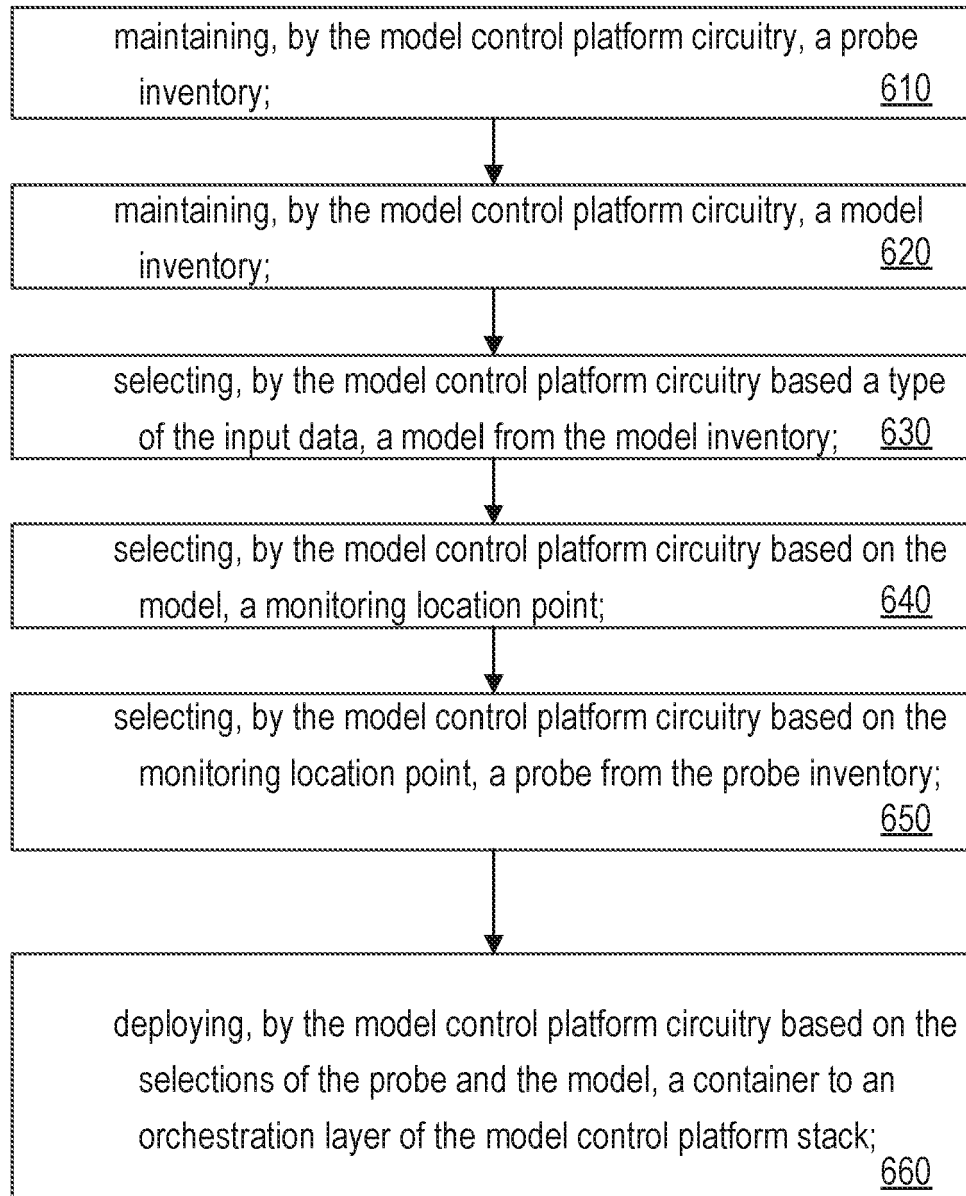 maintaining, by the model control platform circuitry, a probe
inventory; 610
maintaining, by the model control platform circuitry, a model
inventory; 620
selecting, by the model control platform circuitry based a type
of the input data, a model from the model inventory; 630
selecting, by the model control platform circuitry based on the
model, a monitoring location point; 640
selecting, by the model control platform circuitry based on the
monitoring location point, a probe from the probe inventory;
650
deploying, by the model control platform circuitry based on the
selections of the probe and the model, a container to an
orchestration layer of the model control platform stack;
660